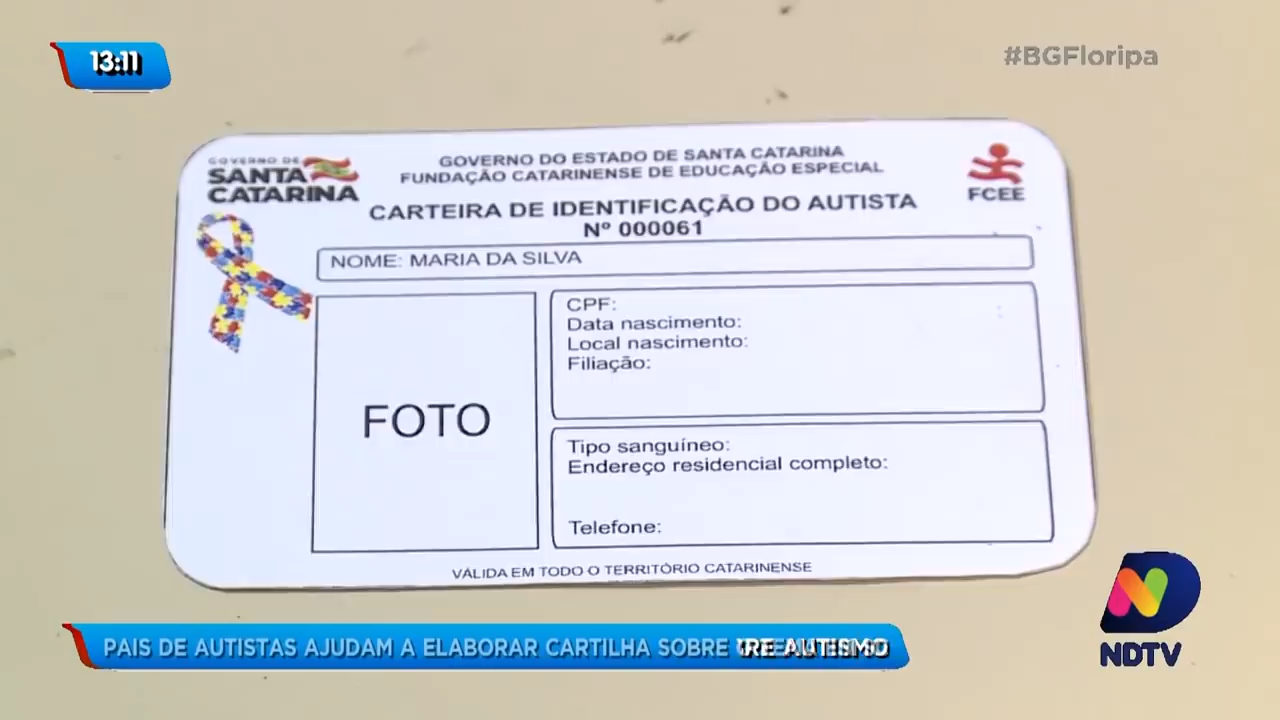 13:11
#BGFloripa
GOVERNO DE
SANTA
CATARINA
GOVERNO DO ESTADO DE SANTA CATARINA
FUNDAÇÃO CATARINENSE DE EDUCAÇÃO ESPECIAL
FCEE
CARTEIRA DE IDENTIFICAÇÃO DO AUTISTA
Nº 000061
NOME: MARIA DA SILVA
FOTO
CPF:
Data nascimento:
Local nascimento:
Filiação:
Tipo sanguíneo:
Endereço residencial completo:
Telefone:
VÁLIDA EM TODO O TERRITÓRIO CATARINENSE
PAIS DE AUTISTAS AJUDAM A ELABORAR CARTILHA SOBRE
NDTV